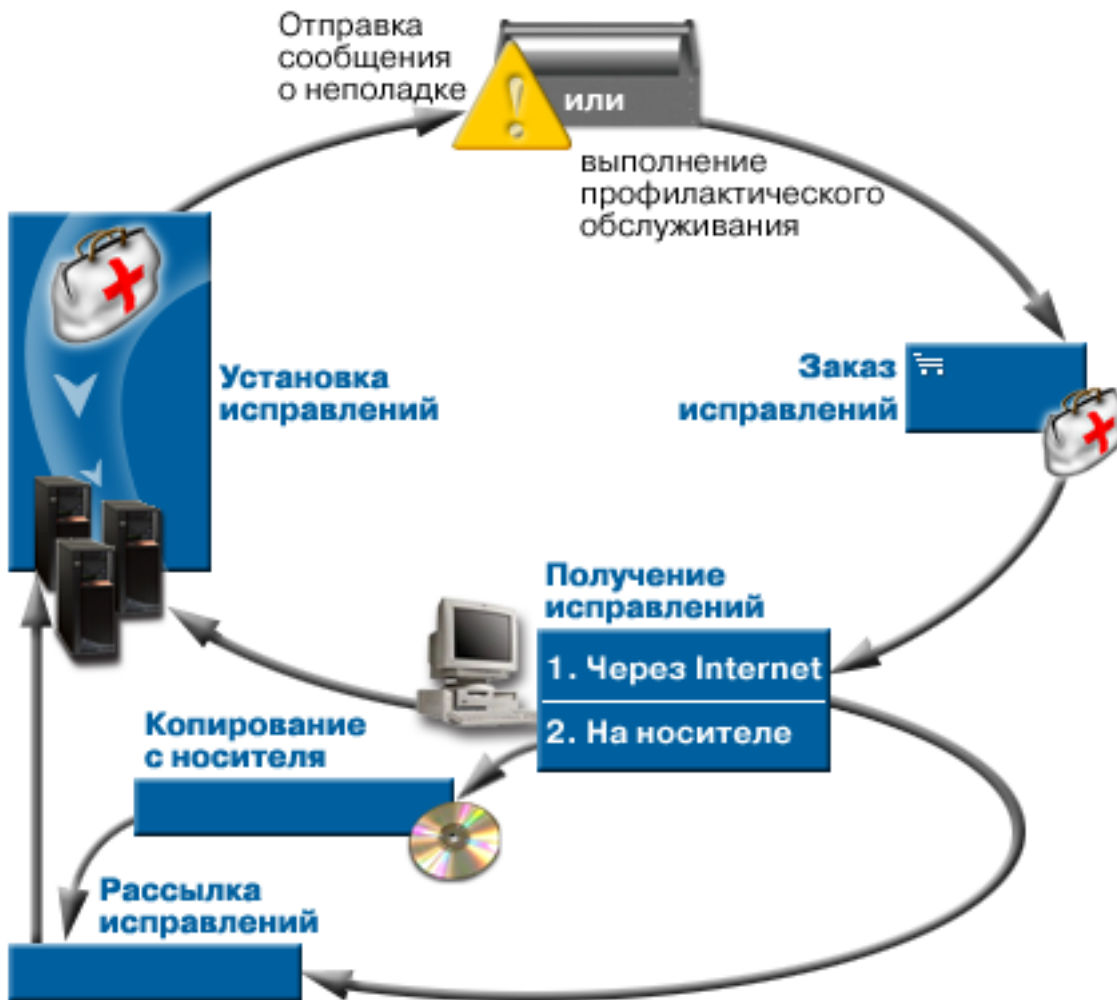 Отправка
сообщения
о неполадке
или
выполнение
профилактического
обслуживания
Установка
исправлений
Заказ
исправлений
Получение
исправлений
1. Через Internet
2. На носителе
Копирование
с носителя
Рассылка
исправлений